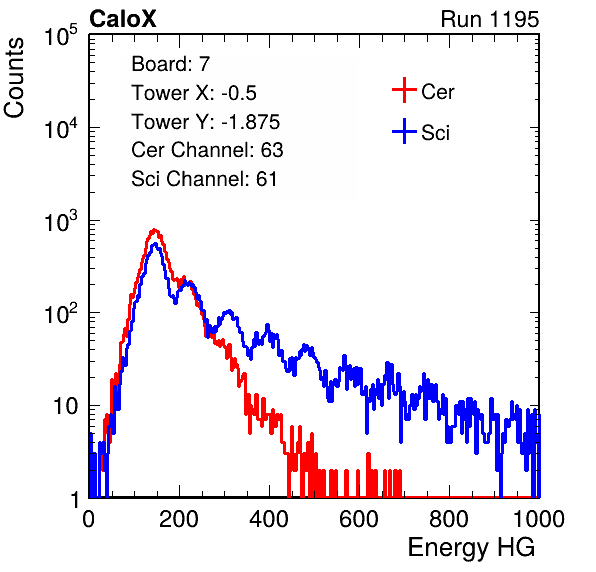 CaloX Run 1195
Counts
10^5
10^4
10^3
10^2
10
1
Board: 7
Tower X: -0.5
Tower Y: -1.875
Cer Channel: 63
Sci Channel: 61
Cer
Sci
0 200 400 600 800 1000
Energy HG